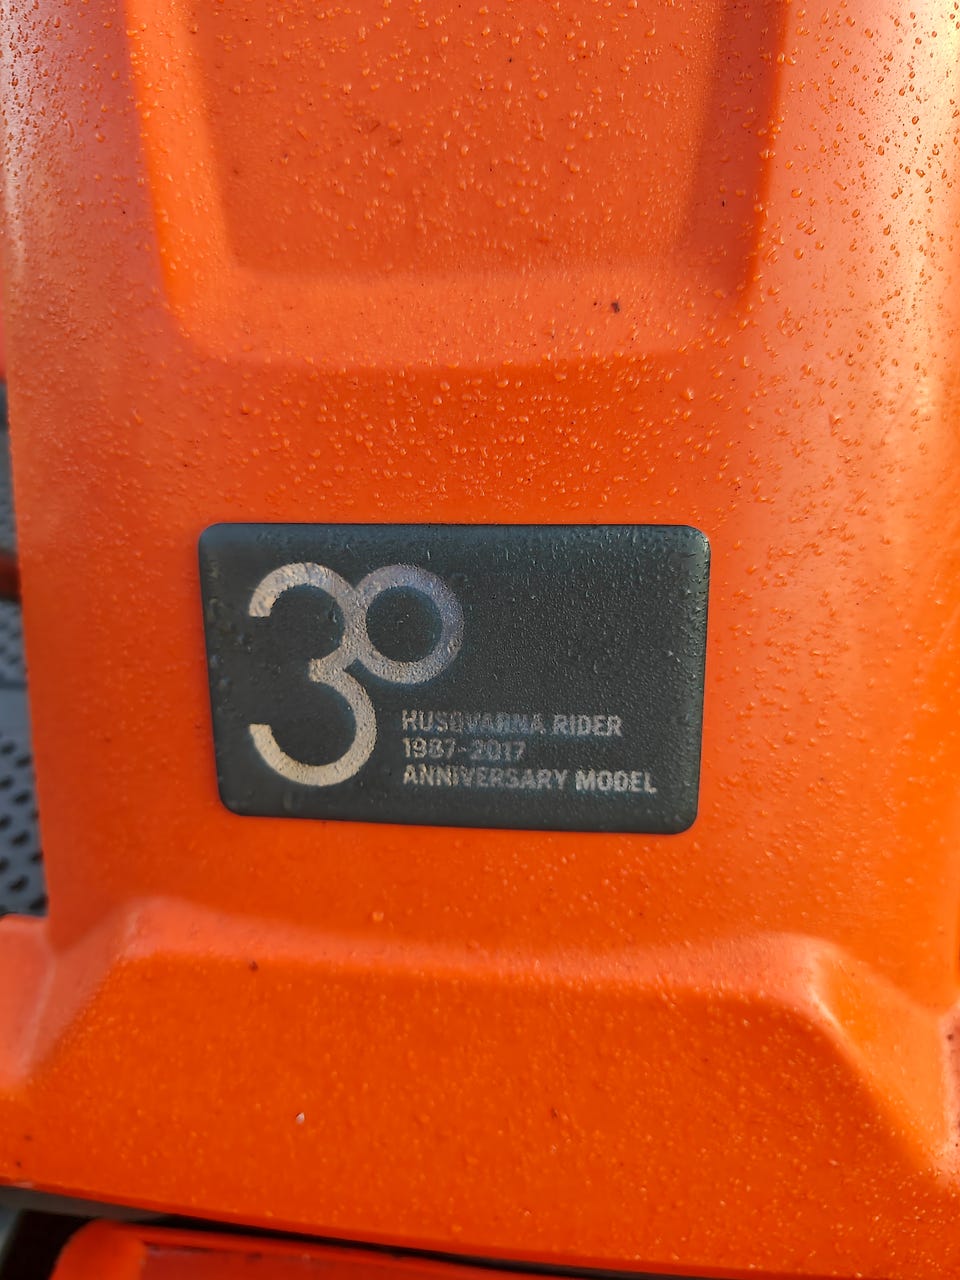 30
HUSQVARNA RIDER
1987-2017
ANNIVERSARY MODEL